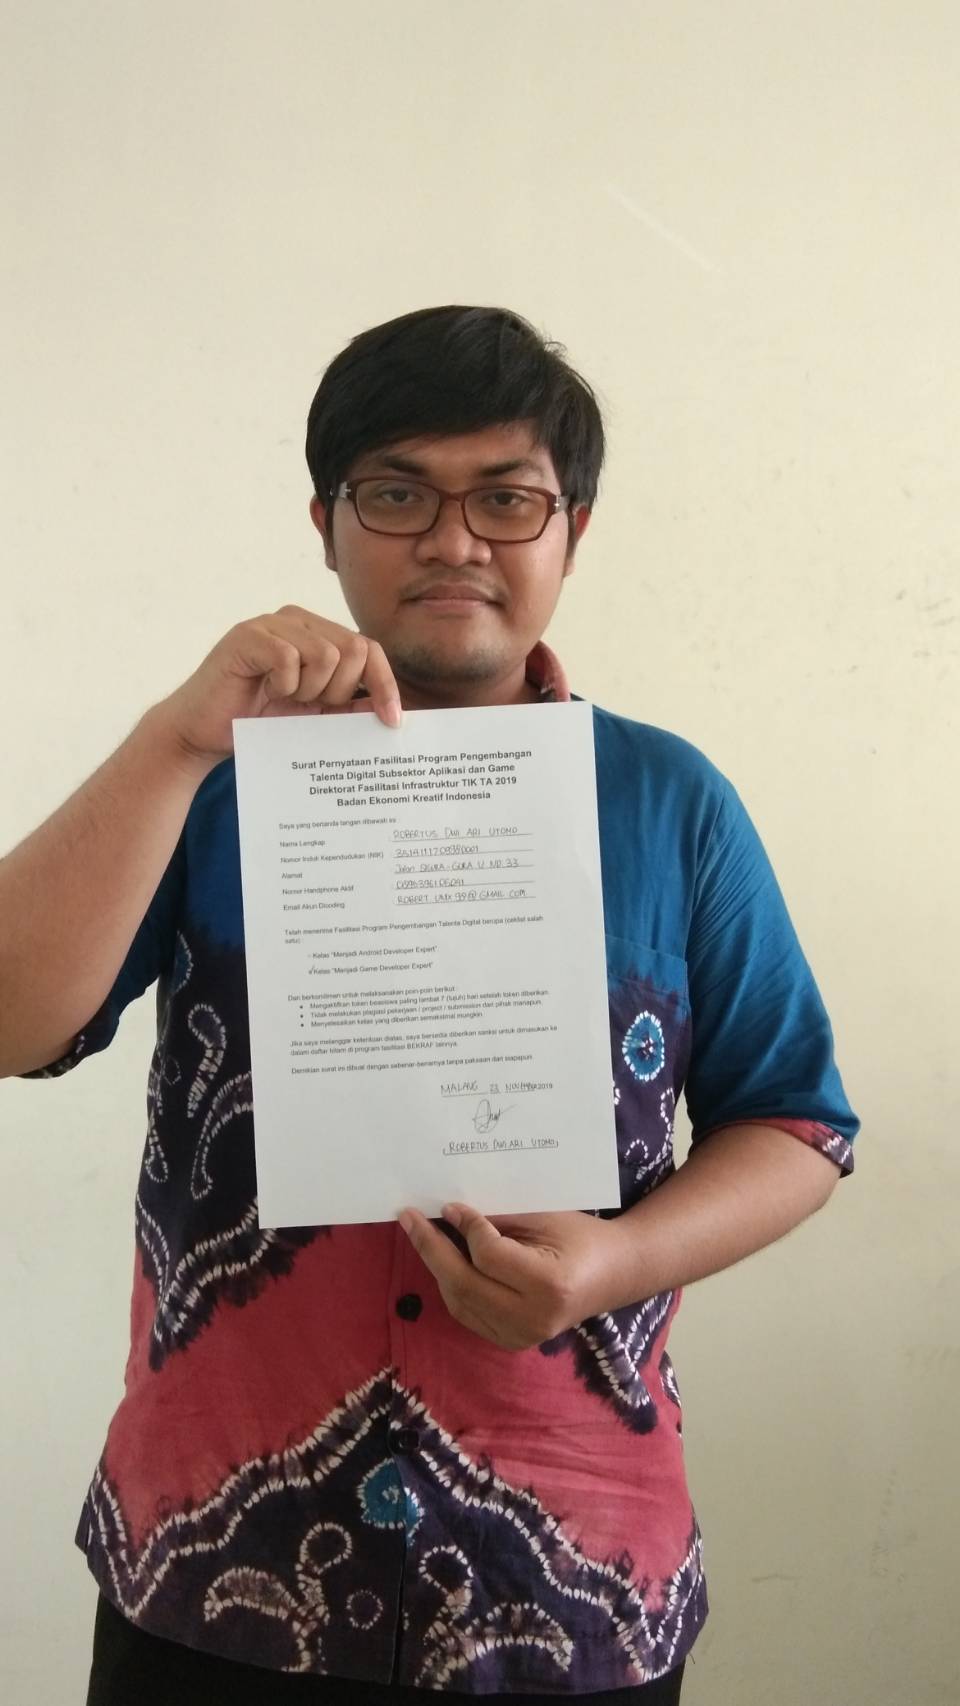 Surat Pernyataan Fasilitasi Program Pengembangan
Talenta Digital Subsektor Aplikasi dan Game
Direktorat Fasilitasi Infrastruktur TIK TA 2019
Badan Ekonomi Kreatif Indonesia
Saya yang bertanda tangan dibawah ini :
Nama Lengkap : ROBERTUS DWI ARI UTOMO
Nomor Induk Kependudukan (NIK) :
Alamat : Jalan SIGURA-GURA V NO. 33
Nomor Handphone Aktif :
Email Akun Dicoding :
Telah menerima Fasilitasi Program Pengembangan Talenta Digital berupa (ceklist salah
satu) :
- Kelas "Menjadi Android Developer Expert"
✓Kelas "Menjadi Game Developer Expert"
Dan berkomitmen untuk melaksanakan poin-poin berikut :
• Mengaktifkan token beasiswa paling lambat 7 (tujuh) hari setelah token diberikan.
• Tidak melakukan plagiasi pekerjaan / project / submission dari pihak manapun.
• Menyelesaikan kelas yang diberikan semaksimal mungkin.
Jika saya melanggar ketentuan diatas, saya bersedia diberikan sanksi untuk dimasukan ke
dalam daftar hitam di program fasilitasi BEKRAF lainnya.
Demikian surat ini dibuat dengan sebenar-benarnya tanpa paksaan dari siapapun.
MALANG 23 NOVEMBER 2019
ROBERTUS DWI ARI UTOMO